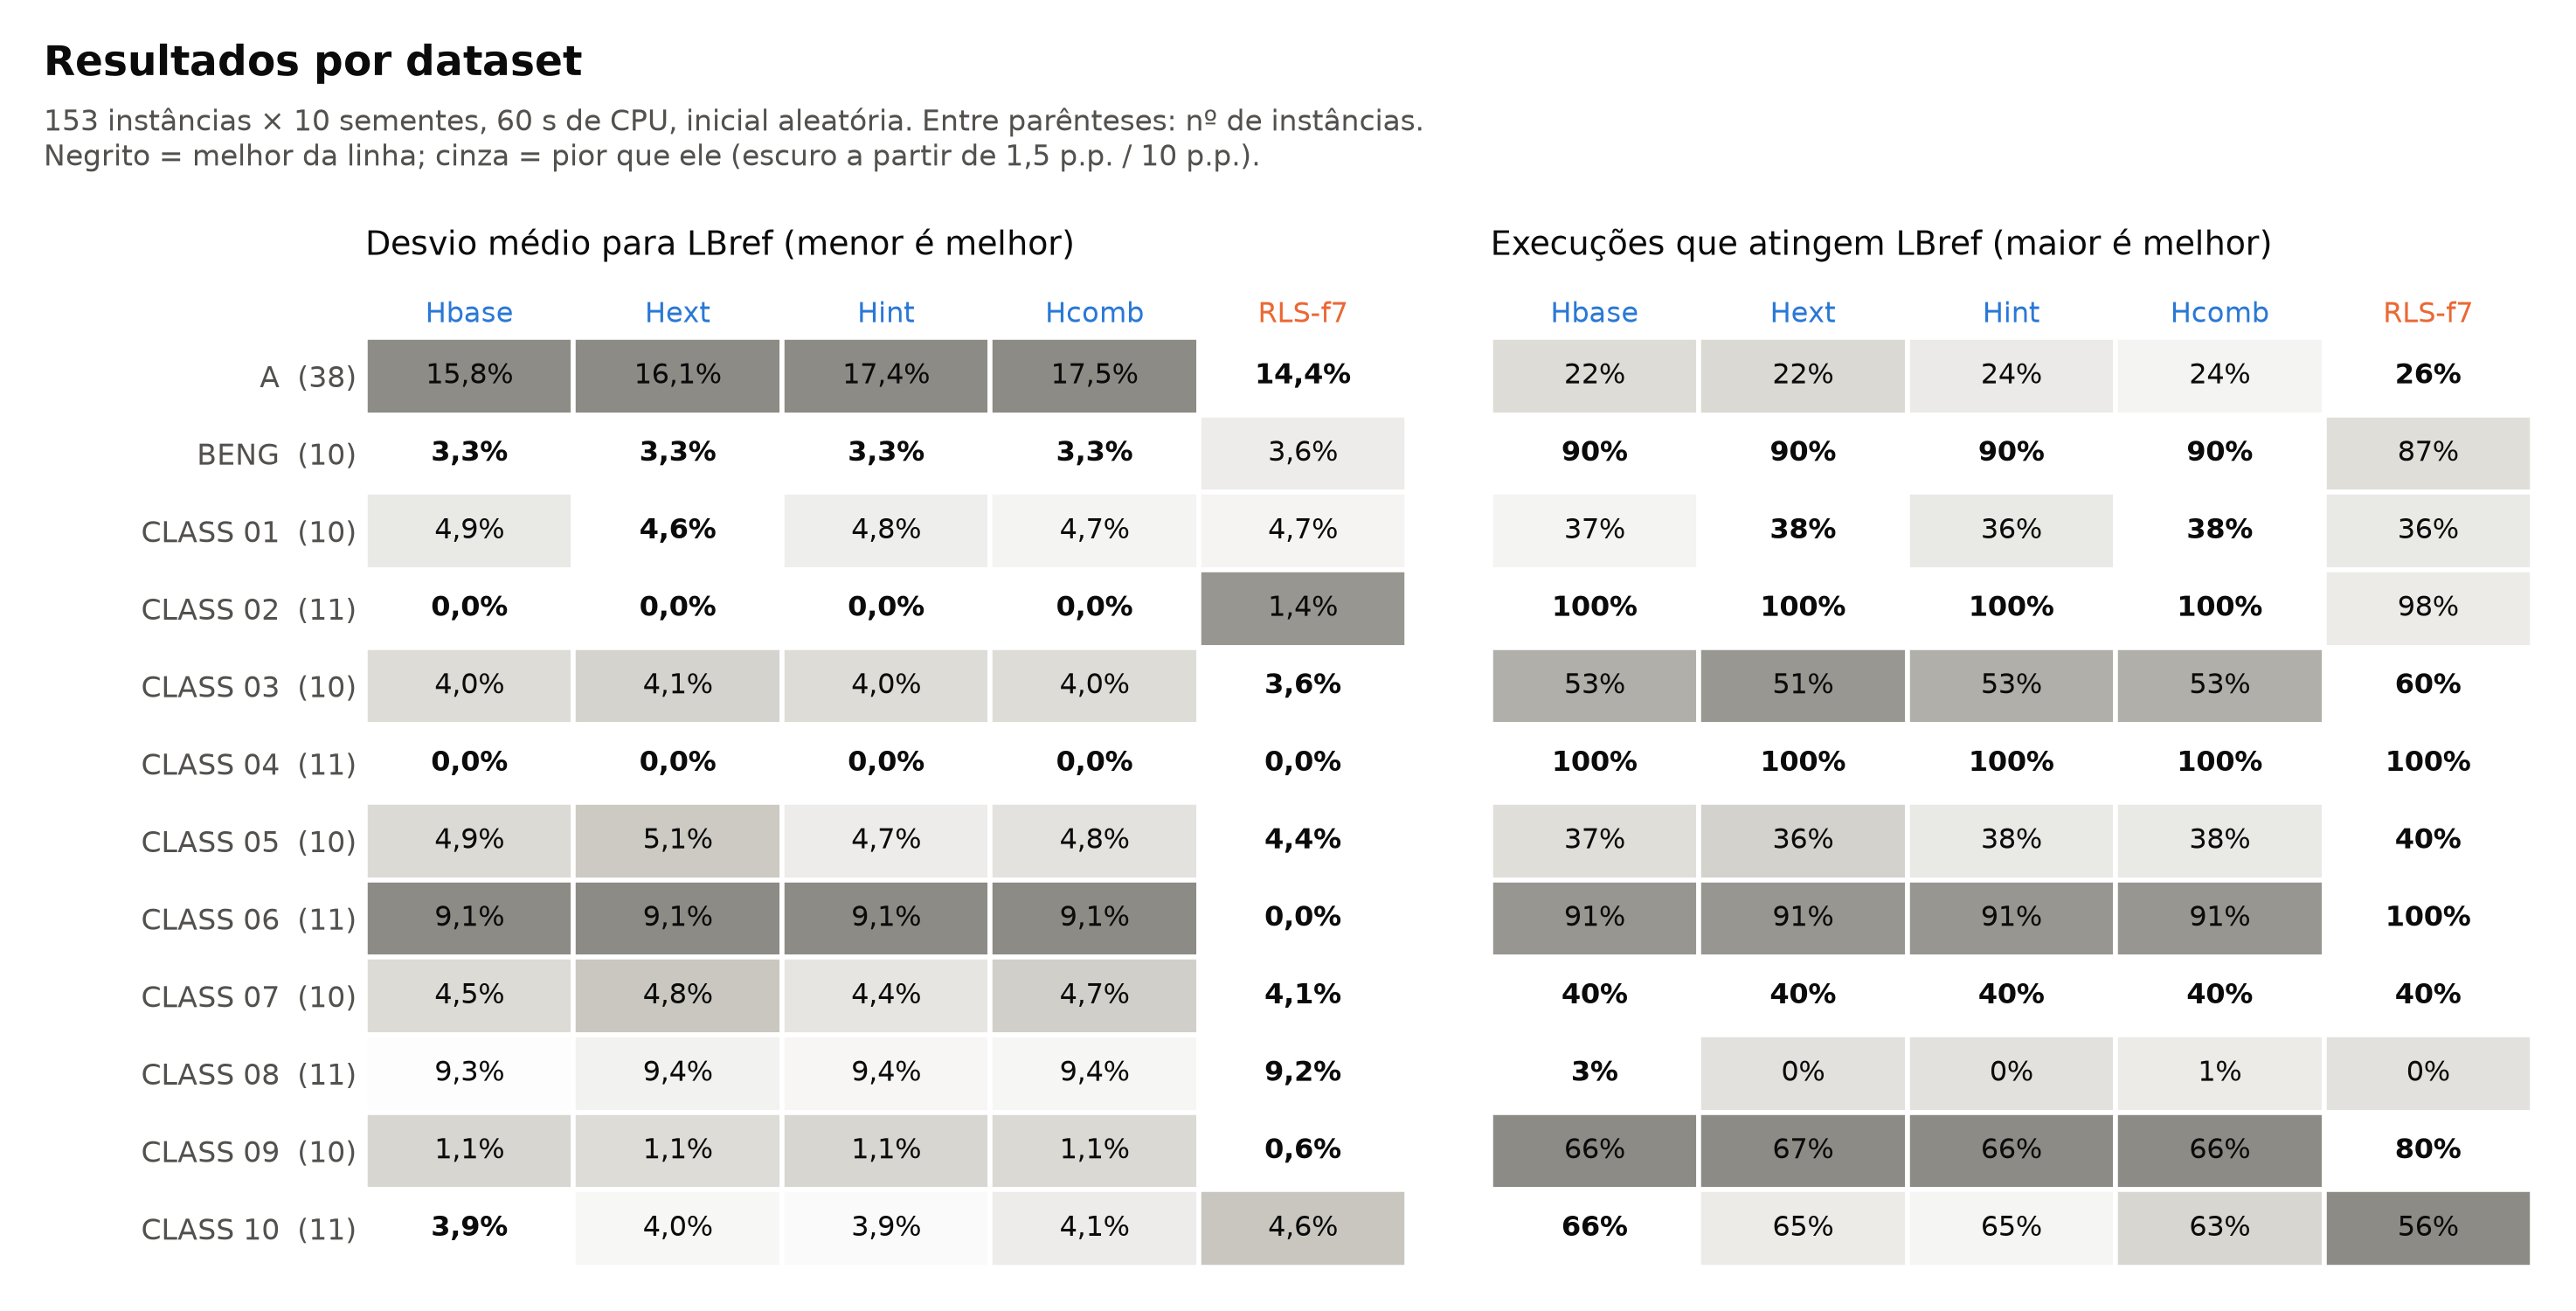 Resultados por dataset
153 instâncias × 10 sementes, 60 s de CPU, inicial aleatória. Entre parênteses: nº de instâncias.
Negrito = melhor da linha; cinza = pior que ele (escuro a partir de 1,5 p.p. / 10 p.p.).
Desvio médio para LBref (menor é melhor) Execuções que atingem LBref (maior é melhor)
Hbase Hext Hint Hcomb RLS-f7 Hbase Hext Hint Hcomb RLS-f7
A (38) 15,8% 16,1% 17,4% 17,5% 14,4% 22% 22% 24% 24% 26%
BENG (10) 3,3% 3,3% 3,3% 3,3% 3,6% 90% 90% 90% 90% 87%
CLASS 01 (10) 4,9% 4,6% 4,8% 4,7% 4,7% 37% 38% 36% 38% 36%
CLASS 02 (11) 0,0% 0,0% 0,0% 0,0% 1,4% 100% 100% 100% 100% 98%
CLASS 03 (10) 4,0% 4,1% 4,0% 4,0% 3,6% 53% 51% 53% 53% 60%
CLASS 04 (11) 0,0% 0,0% 0,0% 0,0% 0,0% 100% 100% 100% 100% 100%
CLASS 05 (10) 4,9% 5,1% 4,7% 4,8% 4,4% 37% 36% 38% 38% 40%
CLASS 06 (11) 9,1% 9,1% 9,1% 9,1% 0,0% 91% 91% 91% 91% 100%
CLASS 07 (10) 4,5% 4,8% 4,4% 4,7% 4,1% 40% 40% 40% 40% 40%
CLASS 08 (11) 9,3% 9,4% 9,4% 9,4% 9,2% 3% 0% 0% 1% 0%
CLASS 09 (10) 1,1% 1,1% 1,1% 1,1% 0,6% 66% 67% 66% 66% 80%
CLASS 10 (11) 3,9% 4,0% 3,9% 4,1% 4,6% 66% 65% 65% 63% 56%